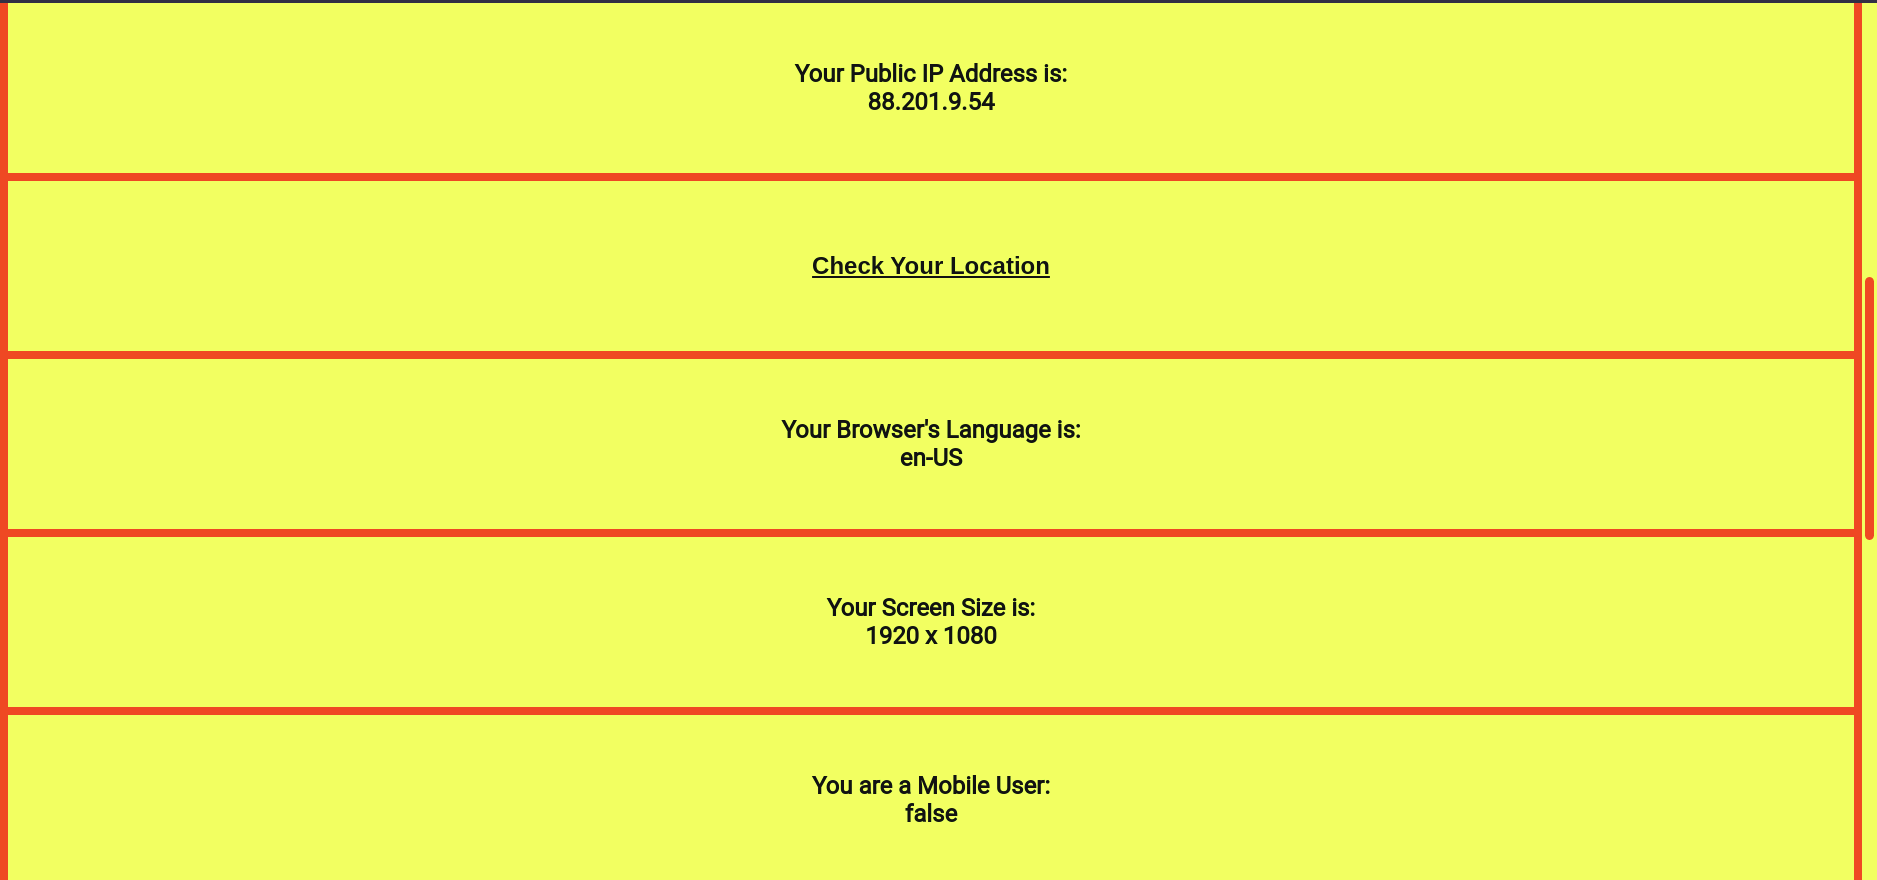 Your Public IP Address is:
88.201.9.54
Check Your Location
Your Browser's Language is:
en-US
Your Screen Size is:
1920 x 1080
You are a Mobile User:
false